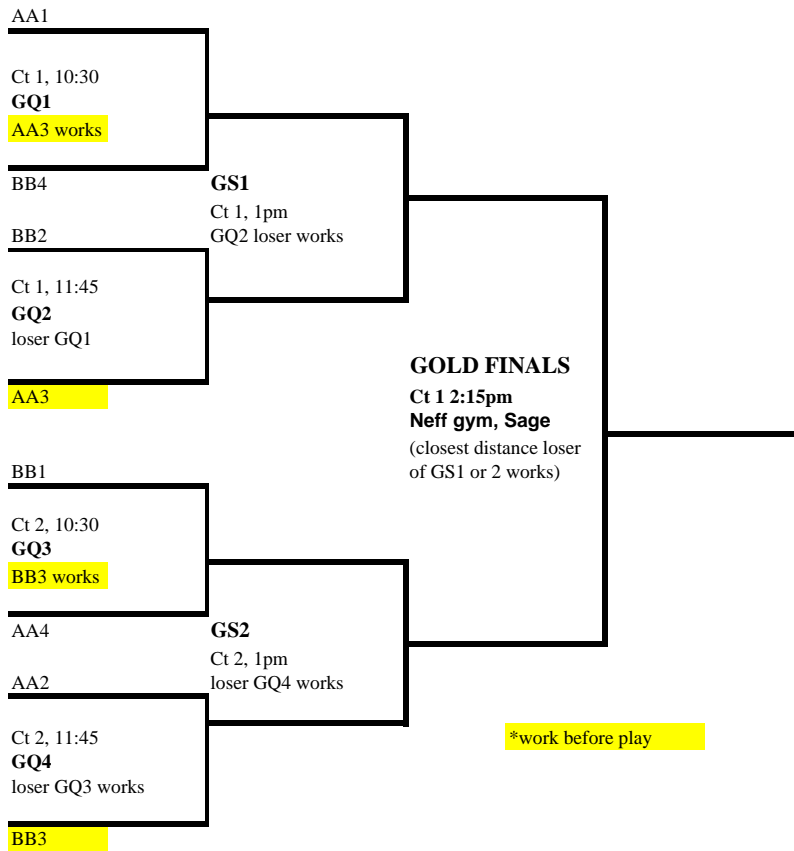 AA1
Ct 1, 10:30
GQ1
AA3 works
BB4
GS1
Ct 1, 1pm
GQ2 loser works
BB2
Ct 1, 11:45
GQ2
loser GQ1
AA3
GOLD FINALS
Ct 1 2:15pm
Neff gym, Sage
(closest distance loser
of GS1 or 2 works)
BB1
Ct 2, 10:30
GQ3
BB3 works
AA4
GS2
Ct 2, 1pm
loser GQ4 works
AA2
Ct 2, 11:45
GQ4
loser GQ3 works
BB3
*work before play